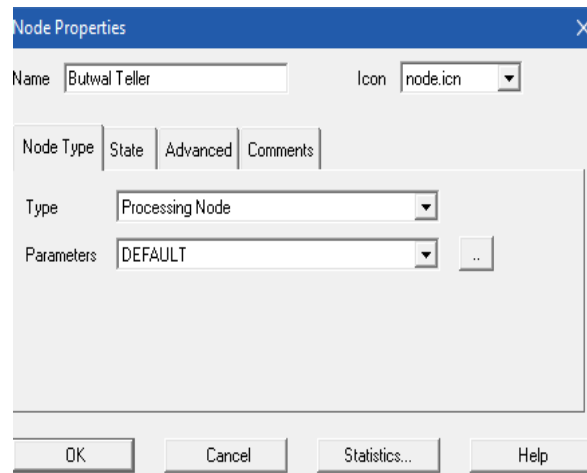 Node Properties
Name Butwal Teller Icon node.icn
Node Type State Advanced Comments
Type Processing Node
Parameters DEFAULT ..
OK Cancel Statistics... Help